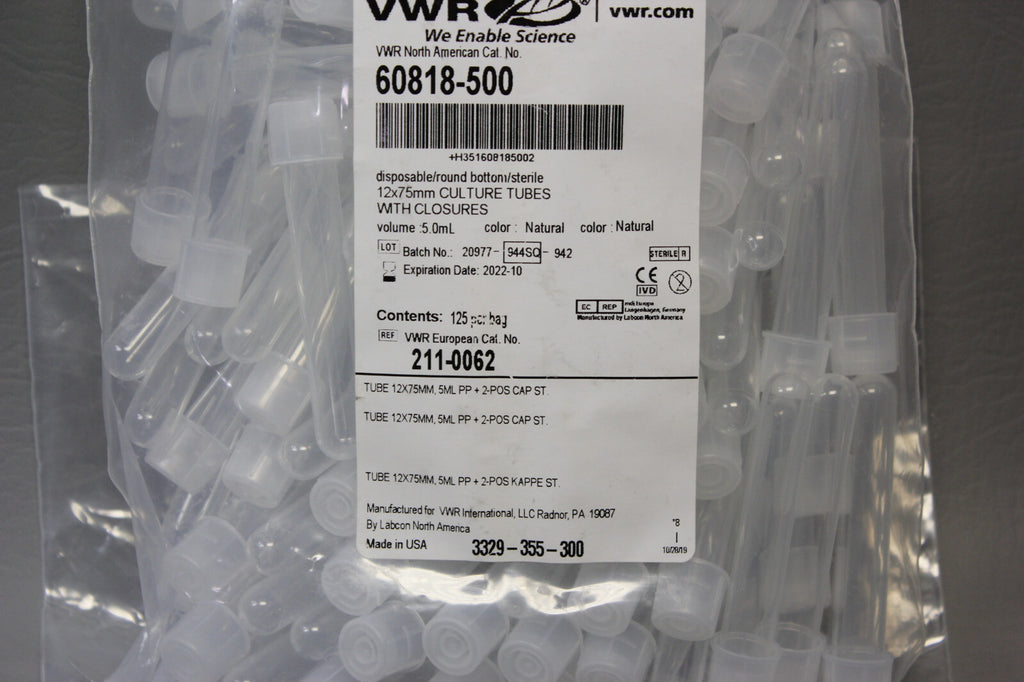 VWR ® | vwr.com
We Enable Science
VWR North American Cat. No.
60818-500
+H351608185002
disposable/round bottom/sterile
12x75mm CULTURE TUBES
WITH CLOSURES
volume :5.0mL color : Natural color : Natural
LOT Batch No.: 20977- 944SQ - 942
STERILE R
Expiration Date: 2022-10
CE
IVD
Contents: 125 per bag
EC REP mdi Europa
Langenhagen, Germany
Manufactured by Labcon North America
REF VWR European Cat. No.
211-0062
TUBE 12X75MM, 5ML PP + 2-POS CAP ST.
TUBE 12X75MM, 5ML PP + 2-POS CAP ST.
TUBE 12X75MM, 5ML PP + 2-POS KAPPE ST.
Manufactured for VWR International, LLC Radnor, PA 19087
By Labcon North America
Made in USA 3329-355-300
*8
I
10/28/19